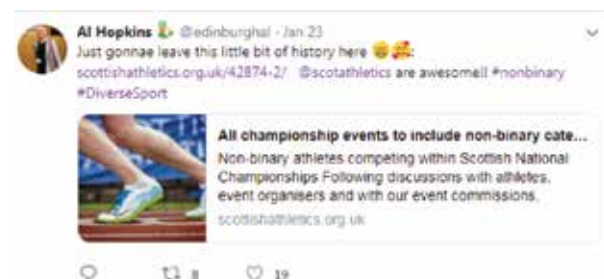 Al Hopkins @edinburghal · Jan 23
Just gonnae leave this little bit of history here :
scottishathletics.org.uk/42874-2/ @scotathletics are awesome!! #nonbinary
#DiverseSport
All championship events to include non-binary cate...
Non-binary athletes competing within Scottish National
Championships Following discussions with athletes,
event organisers and with our event commissions,
scottishathletics.org.uk
8 19